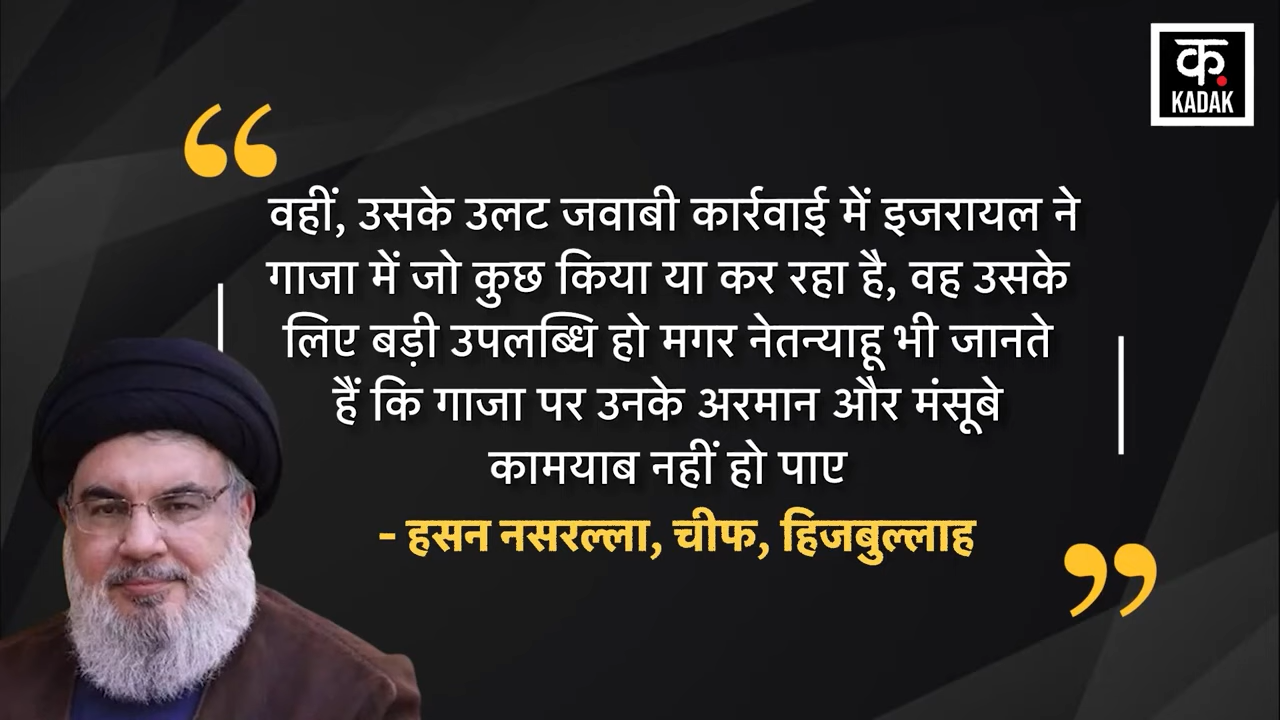 क.
KADAK
“
वहीं, उसके उलट जवाबी कार्रवाई में इजरायल ने
गाजा में जो कुछ किया या कर रहा है, वह उसके
लिए बड़ी उपलब्धि हो मगर नेतन्याहू भी जानते
हैं कि गाजा पर उनके अरमान और मंसूबे
कामयाब नहीं हो पाए
- हसन नसरल्ला, चीफ, हिजबुल्लाह
”